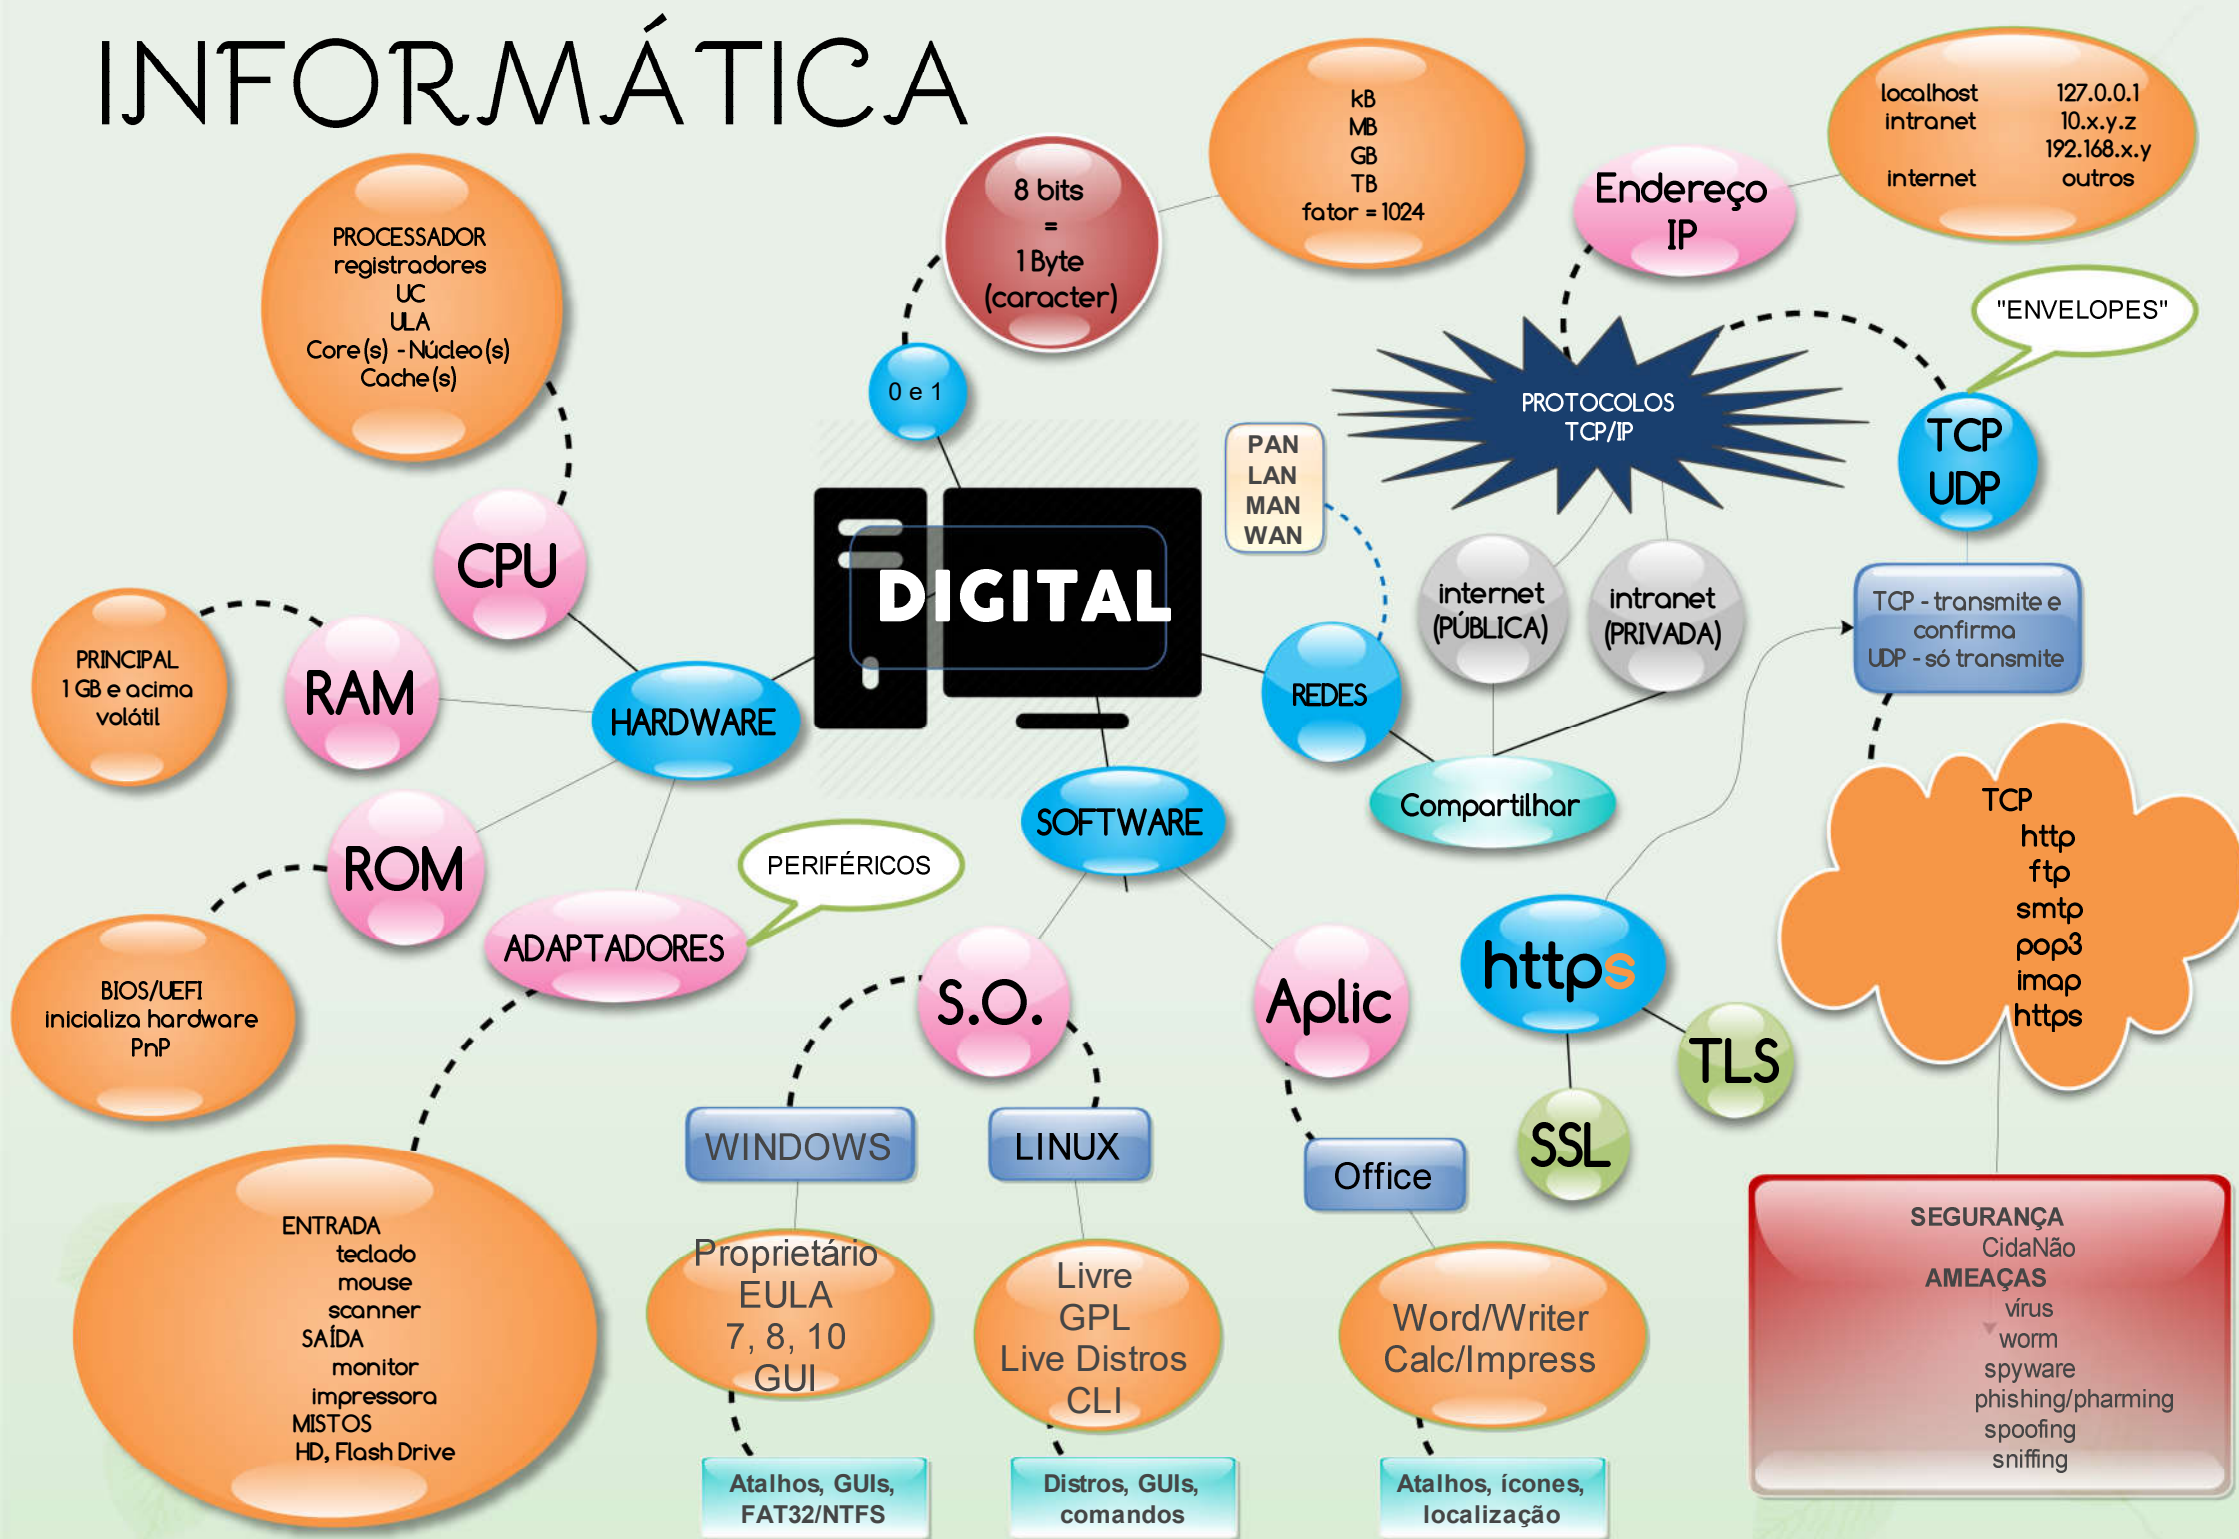 INFORMÁTICA
PROCESSADOR
registradores
UC
ULA
Core(s) - Núcleo(s)
Cache(s)
8 bits
=
1 Byte
(caracter)
kB
MB
GB
TB
fator = 1024
0 e 1
Endereço
IP
localhost 127.0.0.1
intranet 10.x.y.z
192.168.x.y
internet outros
"ENVELOPES"
PROTOCOLOS
TCP/IP
TCP
UDP
PAN
LAN
MAN
WAN
CPU
DIGITAL
internet
(PÚBLICA)
intranet
(PRIVADA)
TCP - transmite e
confirma
UDP - só transmite
PRINCIPAL
1 GB e acima
volátil
RAM
HARDWARE
REDES
Compartilhar
SOFTWARE
ROM
PERIFÉRICOS
ADAPTADORES
BIOS/UEFI
inicializa hardware
PnP
S.O.
Aplic
https
TLS
SSL
TCP
http
ftp
smtp
pop3
imap
https
WINDOWS
LINUX
Office
ENTRADA
teclado
mouse
scanner
SAÍDA
monitor
impressora
MISTOS
HD, Flash Drive
Proprietário
EULA
7, 8, 10
GUI
Livre
GPL
Live Distros
CLI
Word/Writer
Calc/Impress
SEGURANÇA
CidaNão
AMEAÇAS
vírus
worm
spyware
phishing/pharming
spoofing
sniffing
Atalhos, GUIs,
FAT32/NTFS
Distros, GUIs,
comandos
Atalhos, ícones,
localização